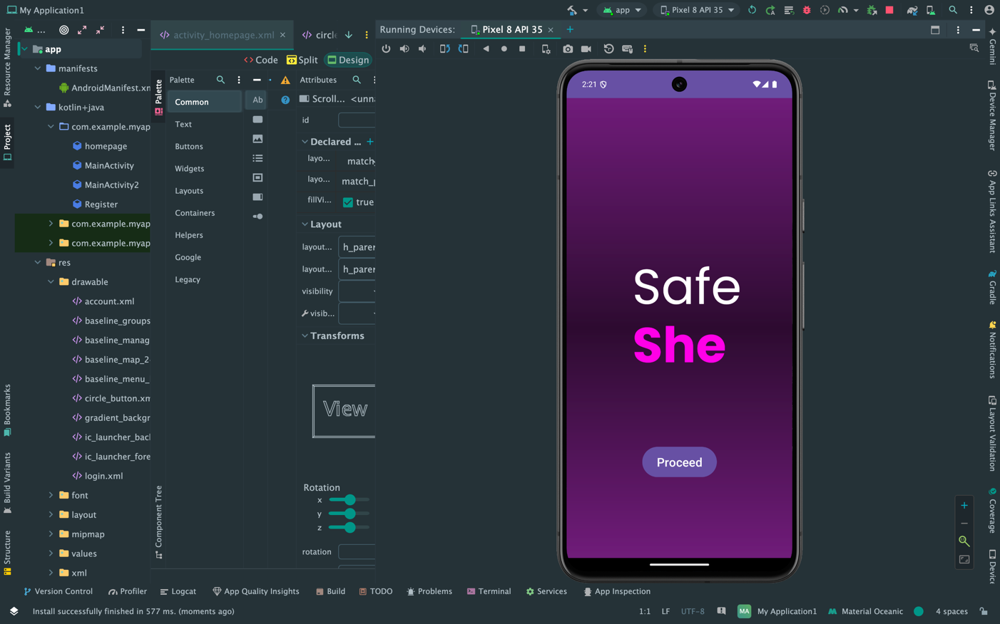 My Application1
app
Pixel 8 API 35
activity_homepage.xml
circle
Running Devices:
Pixel 8 API 35
Gemini
Resource Manager
app
manifests
AndroidManifest.xm
kotlin+java
com.example.myap
homepage
MainActivity
MainActivity2
Register
com.example.myap
com.example.myap
res
drawable
account.xml
baseline_groups
baseline_manag
baseline_map_2
baseline_menu_
circle_button.xm
gradient_backgr
ic_launcher_bac
ic_launcher_fore
login.xml
font
layout
mipmap
values
xml
Project
Bookmarks
Build Variants
Structure
Code
Split
Design
Palette
Palette
Common
Text
Buttons
Widgets
Layouts
Containers
Helpers
Google
Legacy
Ab
Component Tree
Attributes
Scroll... <unna
id
Declared ...
layo... match_
layo... match_p
fillVi... true
Layout
layout... h_parer
layout... h_parer
visibility
visib...
Transforms
View
Rotation
x
y
z
rotation
2:21
Safe
She
Proceed
Device Manager
App Links Assistant
Gradle
Notifications
Layout Validation
Coverage
Device
Version Control
Profiler
Logcat
App Quality Insights
Build
TODO
Problems
Terminal
Services
App Inspection
Install successfully finished in 577 ms. (moments ago)
1:1
LF
UTF-8
MA
My Application1
Material Oceanic
4 spaces